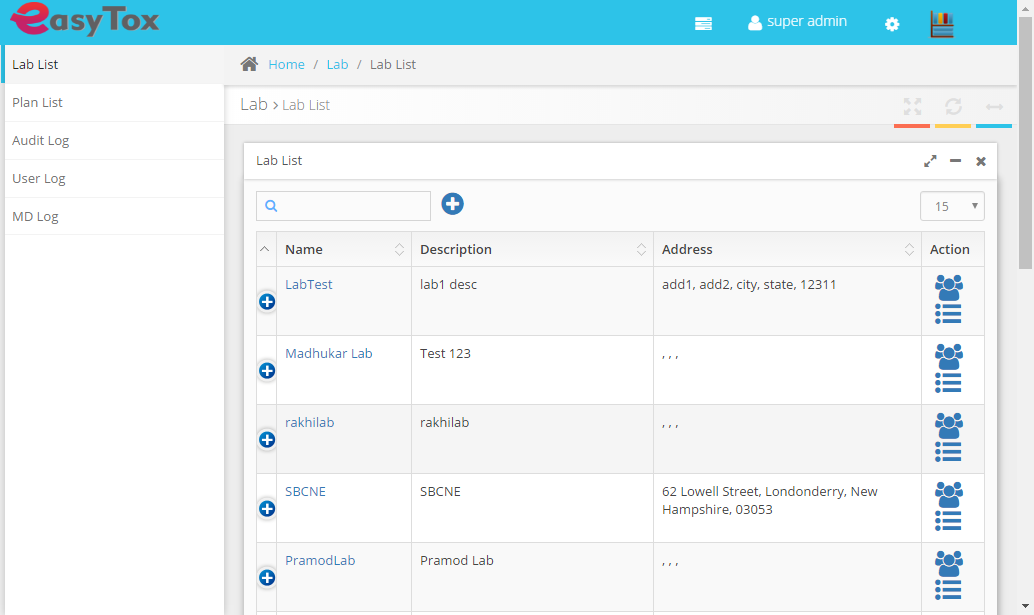 easyTox
super admin
Lab List
Plan List
Audit Log
User Log
MD Log
Home / Lab / Lab List
Lab > Lab List
Lab List
15
Name Description Address Action
LabTest lab1 desc add1, add2, city, state, 12311
Madhukar Lab Test 123 , , ,
rakhilab rakhilab , , ,
SBCNE SBCNE 62 Lowell Street, Londonderry, New
Hampshire, 03053
PramodLab Pramod Lab , , ,